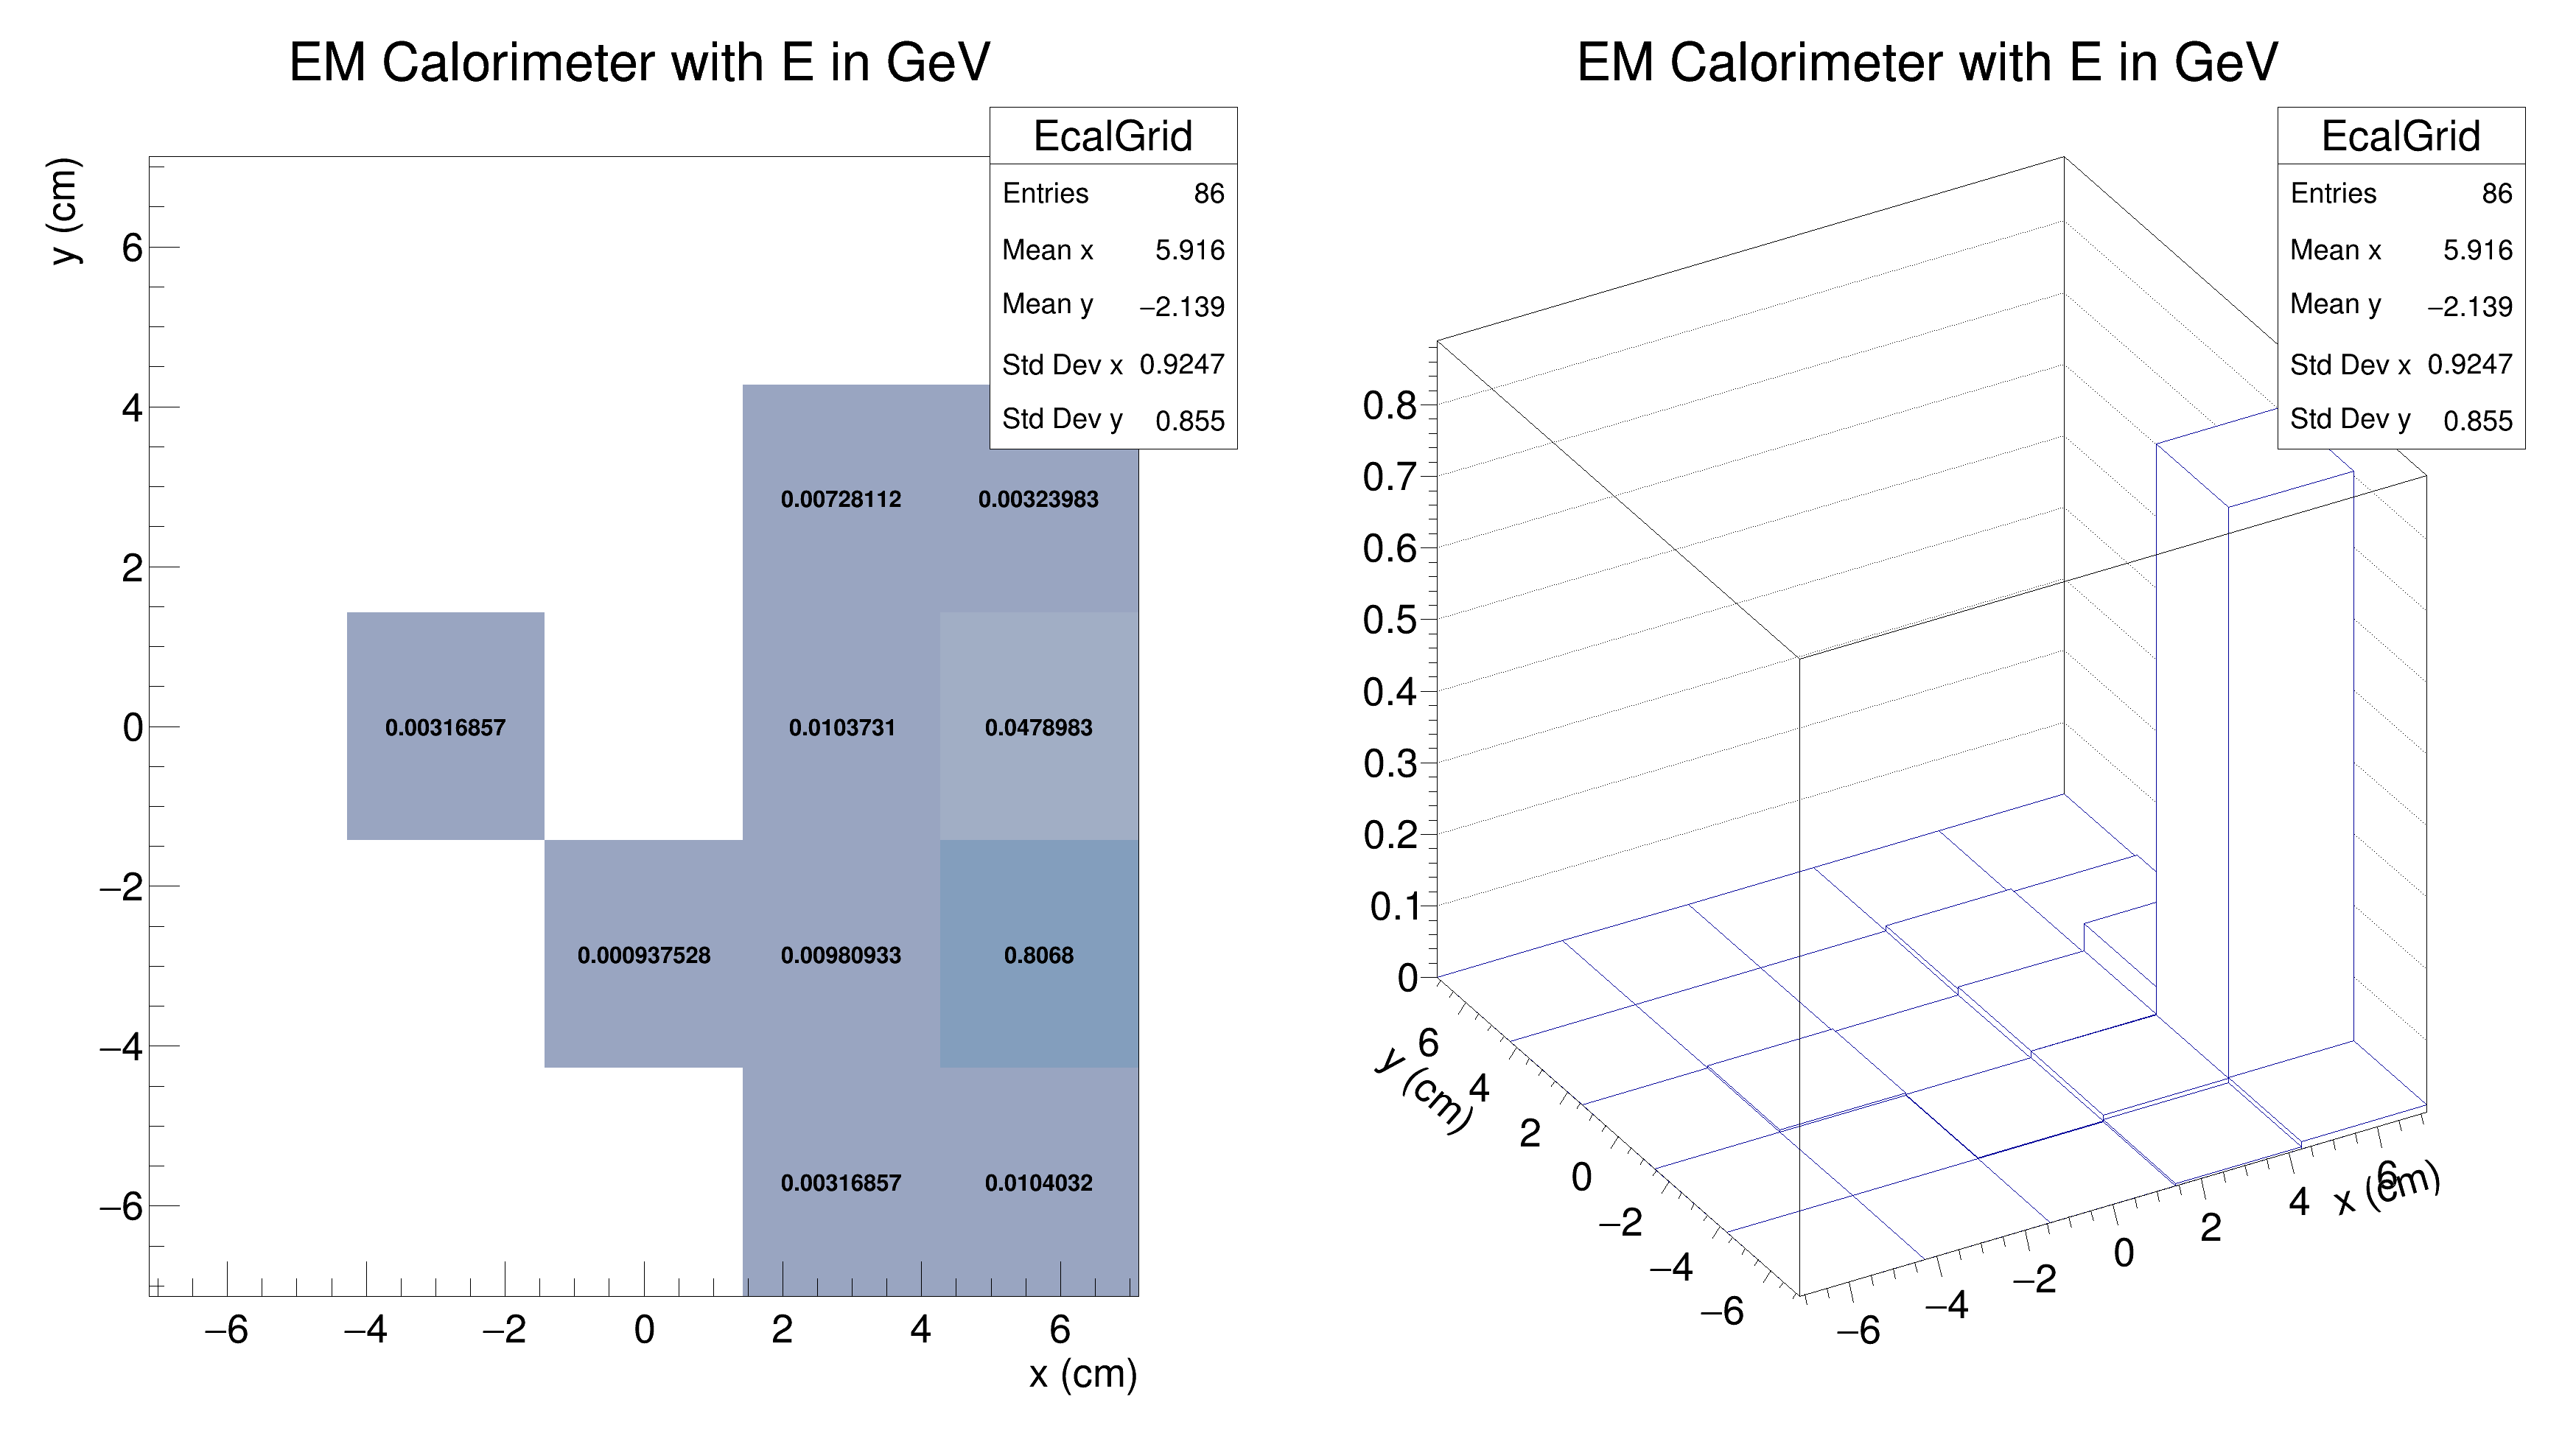 EM Calorimeter with E in GeV
EcalGrid
Entries 86
Mean x 5.916
Mean y −2.139
Std Dev x 0.9247
Std Dev y 0.855
y (cm)
6
4
2
0
−2
−4
−6
0.00728112 0.00323983
0.00316857 0.0103731 0.0478983
0.000937528 0.00980933 0.8068
0.00316857 0.0104032
−6 −4 −2 0 2 4 6
x (cm)
EM Calorimeter with E in GeV
EcalGrid
Entries 86
Mean x 5.916
Mean y −2.139
Std Dev x 0.9247
Std Dev y 0.855
0.8
0.7
0.6
0.5
0.4
0.3
0.2
0.1
0
y (cm)
6
4
2
0
−2
−4
−6
−6 −4 −2 0 2 4 6
x (cm)